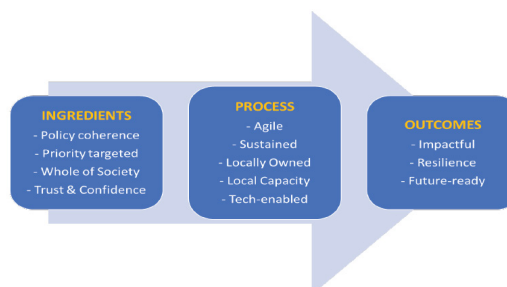 INGREDIENTS
- Policy coherence
- Priority targeted
- Whole of Society
- Trust & Confidence
PROCESS
- Agile
- Sustained
- Locally Owned
- Local Capacity
- Tech-enabled
OUTCOMES
- Impactful
- Resilience
- Future-ready